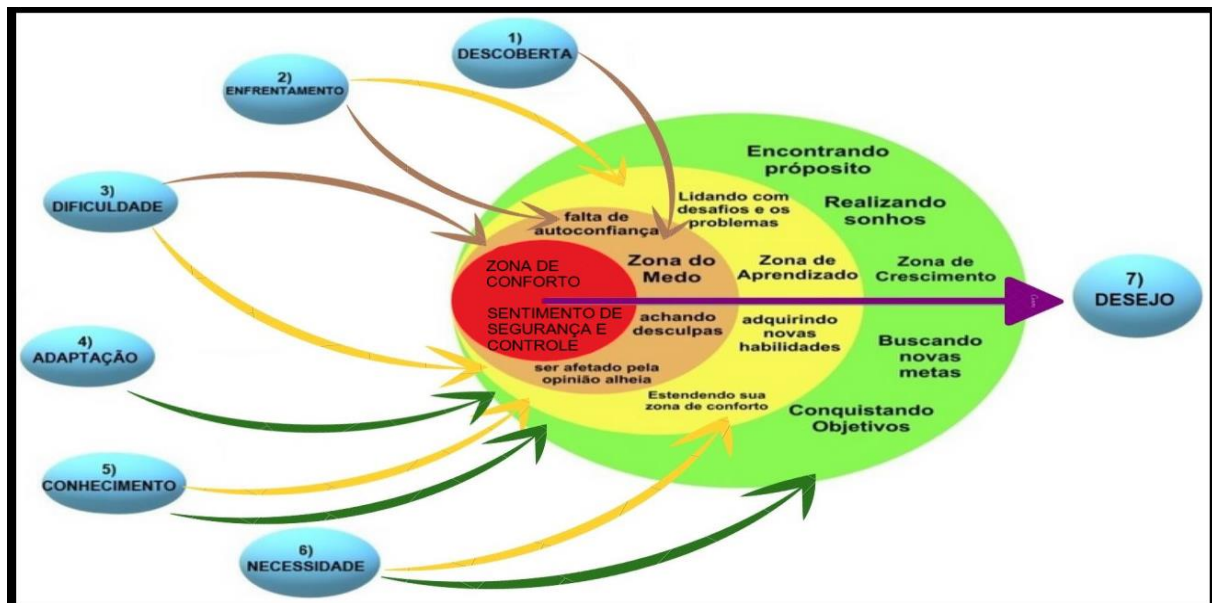 1)
DESCOBERTA
2)
ENFRENTAMENTO
3)
DIFICULDADE
4)
ADAPTAÇÃO
5)
CONHECIMENTO
6)
NECESSIDADE
ZONA DE
CONFORTO
SENTIMENTO DE
SEGURANÇA E
CONTROLE
falta de
autoconfiança
Zona do
Medo
achando
desculpas
ser afetado pela
opinião alheia
Lidando com
desafios e os
problemas
Zona de
Aprendizado
adquirindo
novas
habilidades
Estendendo sua
zona de conforto
Encontrando
próposito
Realizando
sonhos
Zona de
Crescimento
Buscando
novas
metas
Conquistando
Objetivos
7)
DESEJO